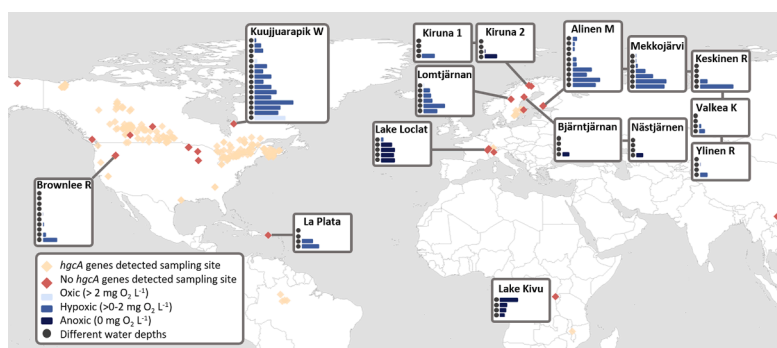 Kuujjuarapik W
Kiruna 1
Kiruna 2
Alinen M
Mekkojärvi
Keskinen R
Lomtjärnan
Valkea K
Lake Loclat
Bjärntjärnan
Nästjärnen
Ylinen R
Brownlee R
La Plata
Lake Kivu
hgcA genes detected sampling site
No hgcA genes detected sampling site
Oxic (> 2 mg O₂ L⁻¹)
Hypoxic (>0-2 mg O₂ L⁻¹)
Anoxic (0 mg O₂ L⁻¹)
Different water depths